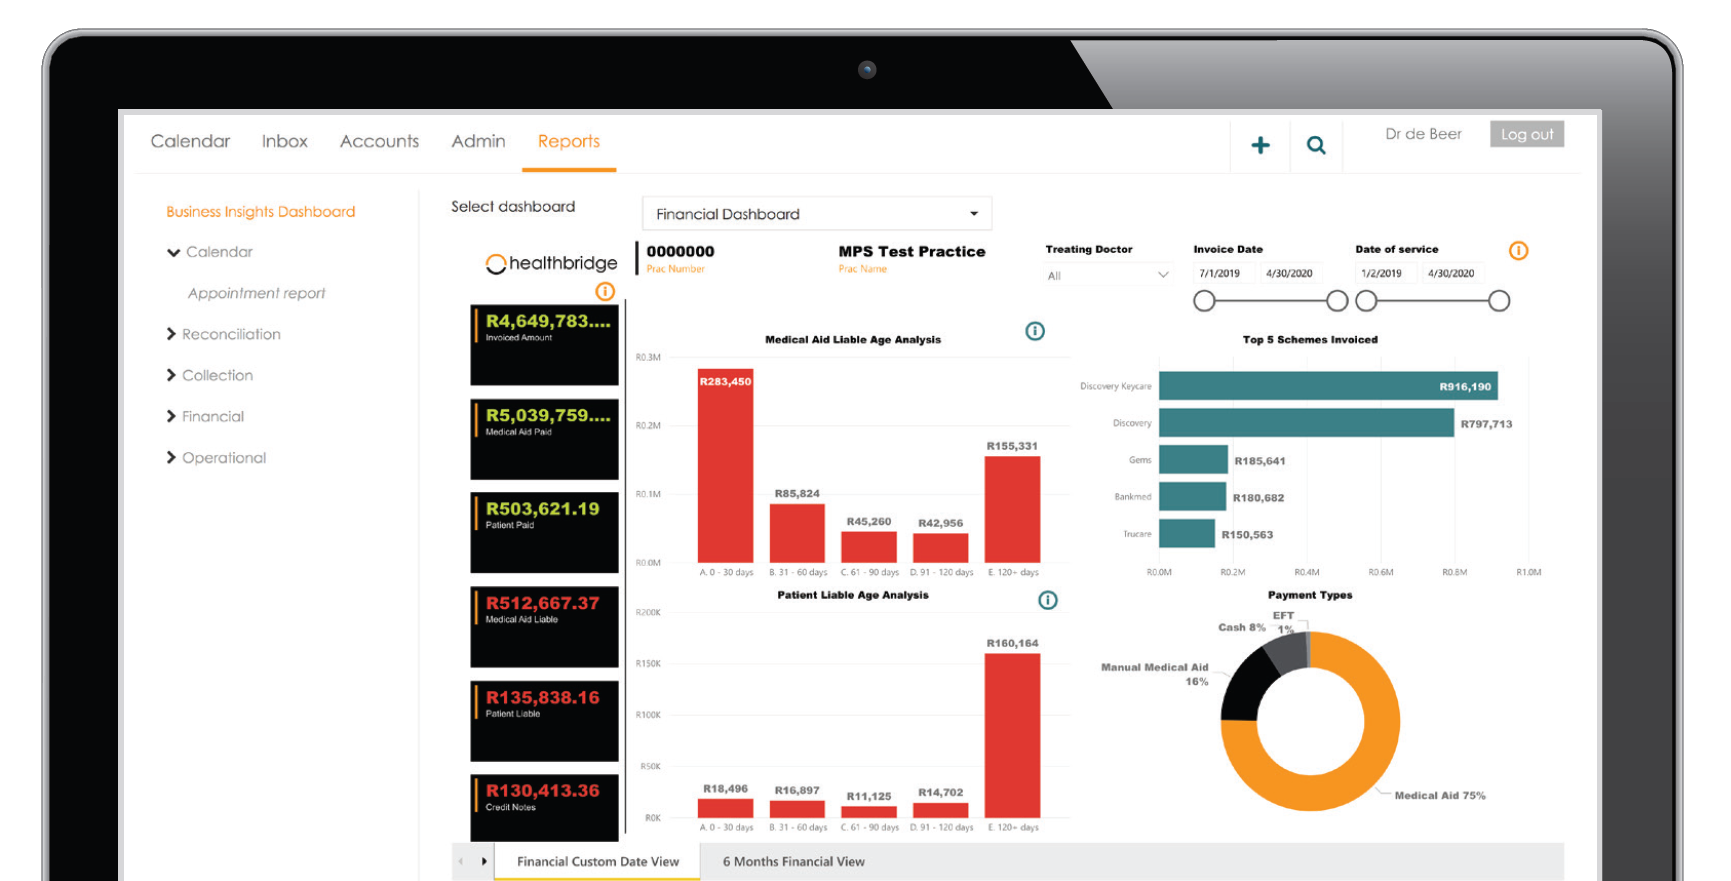 Calendar Inbox Accounts Admin Reports
Dr de Beer Log out
Business Insights Dashboard
Calendar
Appointment report
Reconciliation
Collection
Financial
Operational
Select dashboard
Financial Dashboard
healthbridge
0000000
Prac Number
MPS Test Practice
Prac Name
Treating Doctor
All
Invoice Date
7/1/2019 4/30/2020
Date of service
1/2/2019 4/30/2020
R4,649,783....
Invoiced Amount
R5,039,759....
Medical Aid Paid
R503,621.19
Patient Paid
R512,667.37
Medical Aid Liable
R135,838.16
Patient Liable
R130,413.36
Credit Notes
Medical Aid Liable Age Analysis
R0.3M
R0.2M
R0.1M
R0.0M
R283,450
R85,824
R45,260
R42,956
R155,331
A. 0 - 30 days B. 31 - 60 days C. 61 - 90 days D. 91 - 120 days E. 120+ days
Top 5 Schemes Invoiced
Discovery Keycare R916,190
Discovery R797,713
Gems R185,641
Bankmed R180,682
Trucare R150,563
R0.0M R0.2M R0.4M R0.6M R0.8M R1.0M
Patient Liable Age Analysis
R200K
R150K
R100K
R50K
R0K
R18,496
R16,897
R11,125
R14,702
R160,164
A. 0 - 30 days B. 31 - 60 days C. 61 - 90 days D. 91 - 120 days E. 120+ days
Payment Types
EFT
1%
Cash 8%
Manual Medical Aid
16%
Medical Aid 75%
Financial Custom Date View 6 Months Financial View